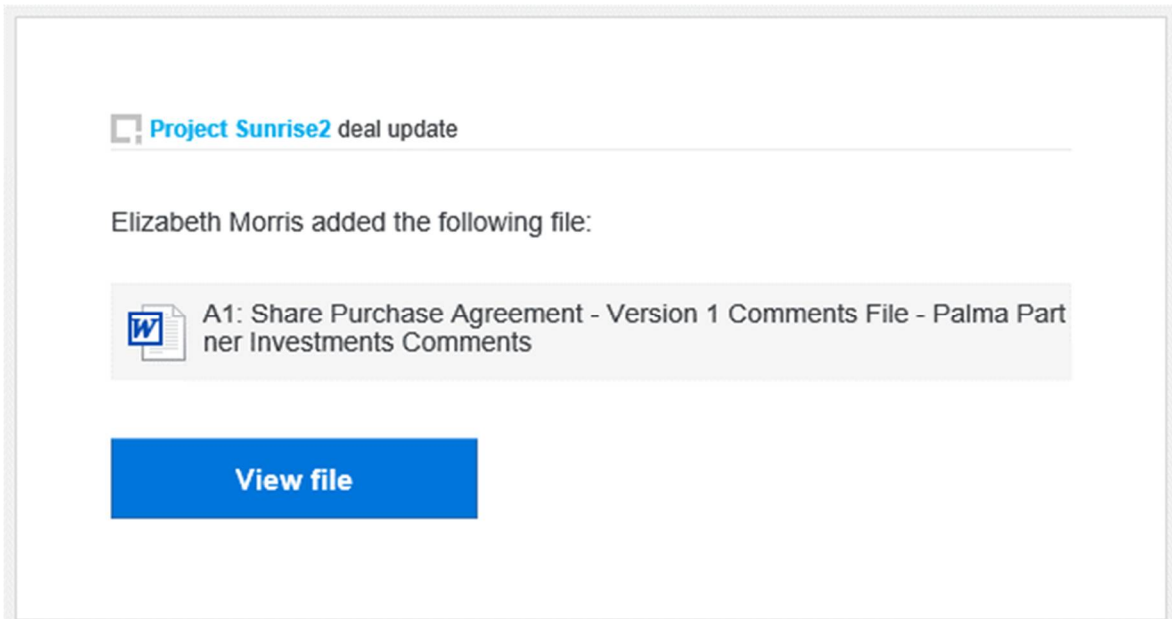 Project Sunrise2 deal update
Elizabeth Morris added the following file:
W
A1: Share Purchase Agreement - Version 1 Comments File - Palma Part
ner Investments Comments
View file